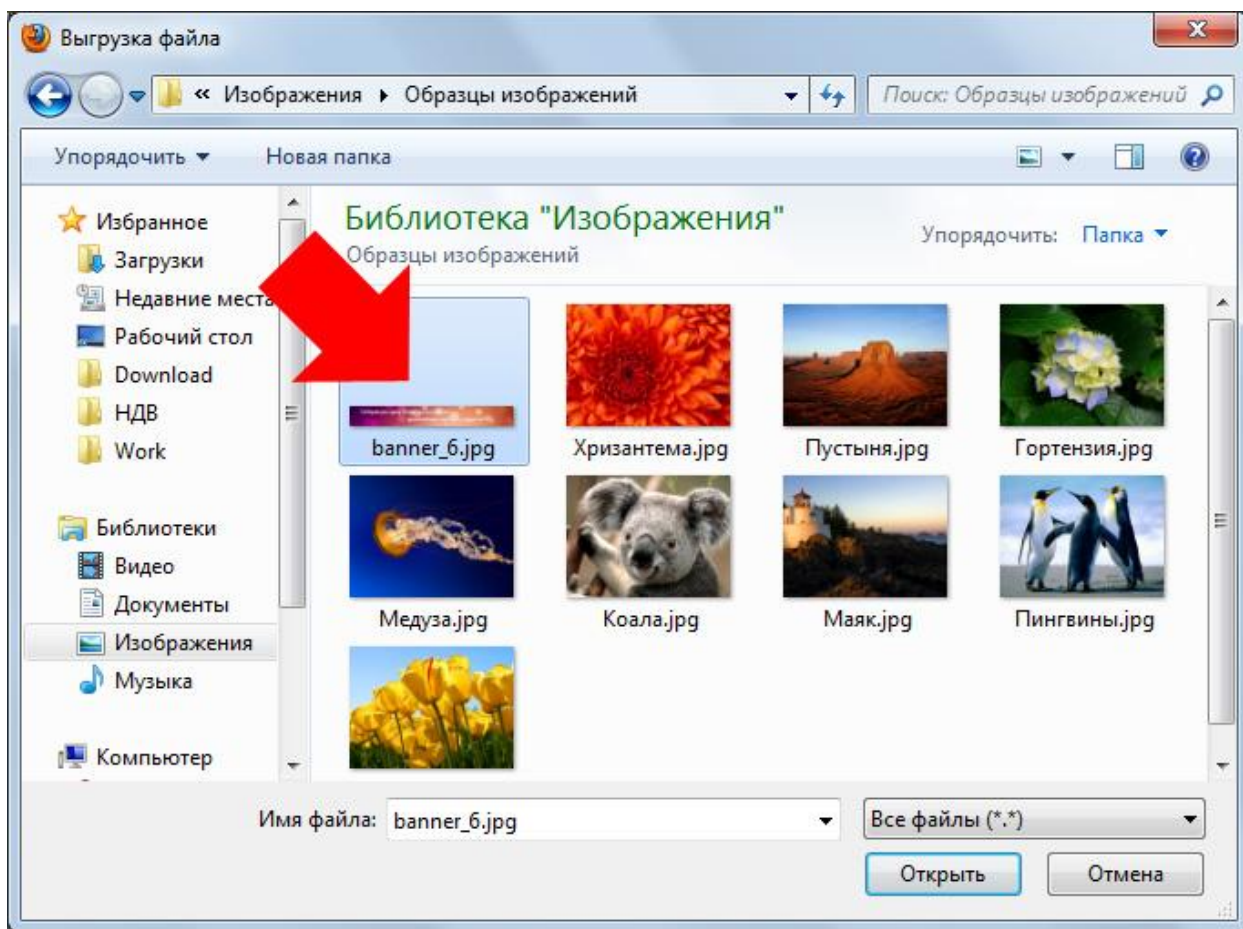 Выгрузка файла
« Изображения ▸ Образцы изображений
Поиск: Образцы изображений
Упорядочить ▼ Новая папка
Избранное
Загрузки
Недавние места
Рабочий стол
Download
НДВ
Work
Библиотеки
Видео
Документы
Изображения
Музыка
Компьютер
Библиотека "Изображения"
Образцы изображений
Упорядочить: Папка ▼
banner_6.jpg
Хризантема.jpg
Пустыня.jpg
Гортензия.jpg
Медуза.jpg
Коала.jpg
Маяк.jpg
Пингвины.jpg
Имя файла: banner_6.jpg
Все файлы (*.*)
Открыть Отмена